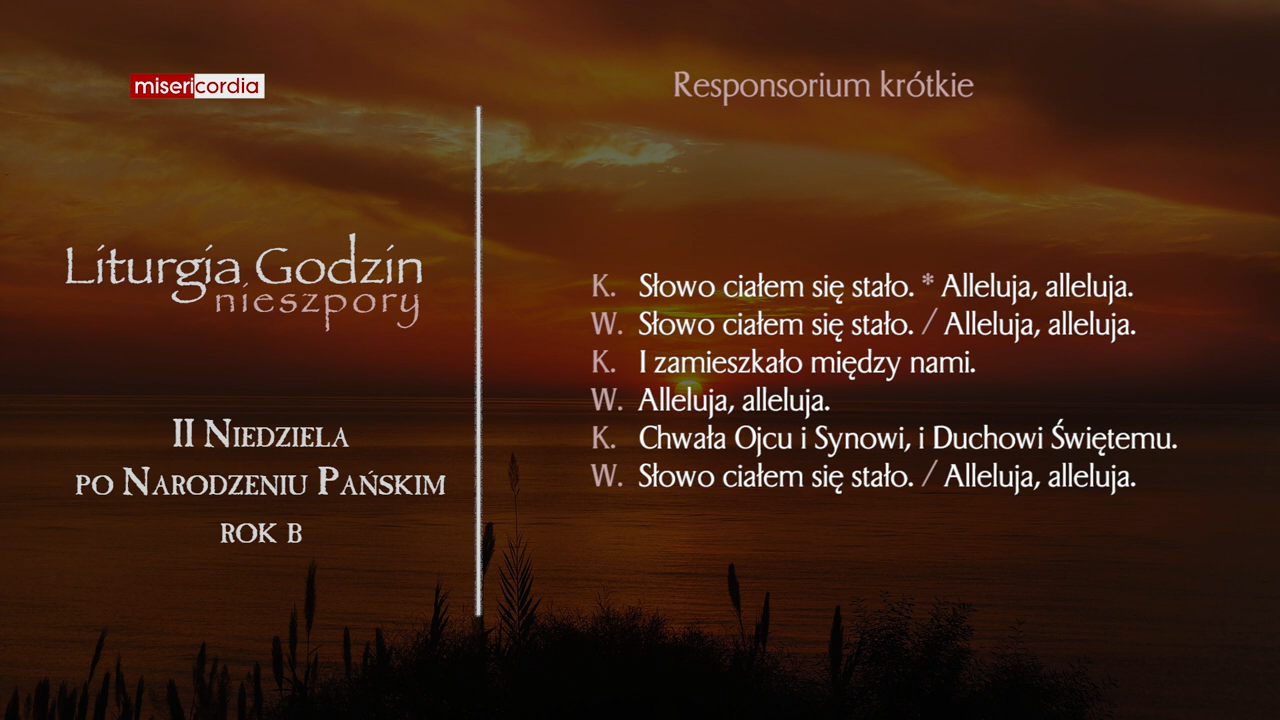 misericordia
Liturgia Godzin
nieszpory
II Niedziela
po Narodzeniu Pańskim
rok B
Responsorium krótkie
K. Słowo ciałem się stało. * Alleluja, alleluja.
W. Słowo ciałem się stało. / Alleluja, alleluja.
K. I zamieszkało między nami.
W. Alleluja, alleluja.
K. Chwała Ojcu i Synowi, i Duchowi Świętemu.
W. Słowo ciałem się stało. / Alleluja, alleluja.